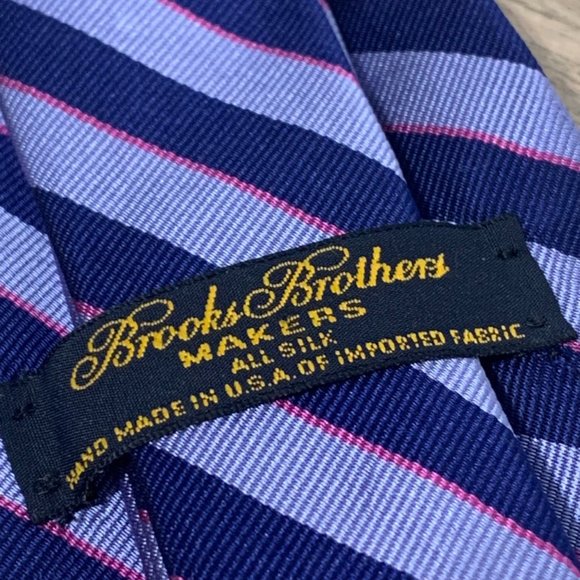 Brooks Brothers
MAKERS
ALL SILK
HAND MADE IN U.S.A. OF IMPORTED FABRIC